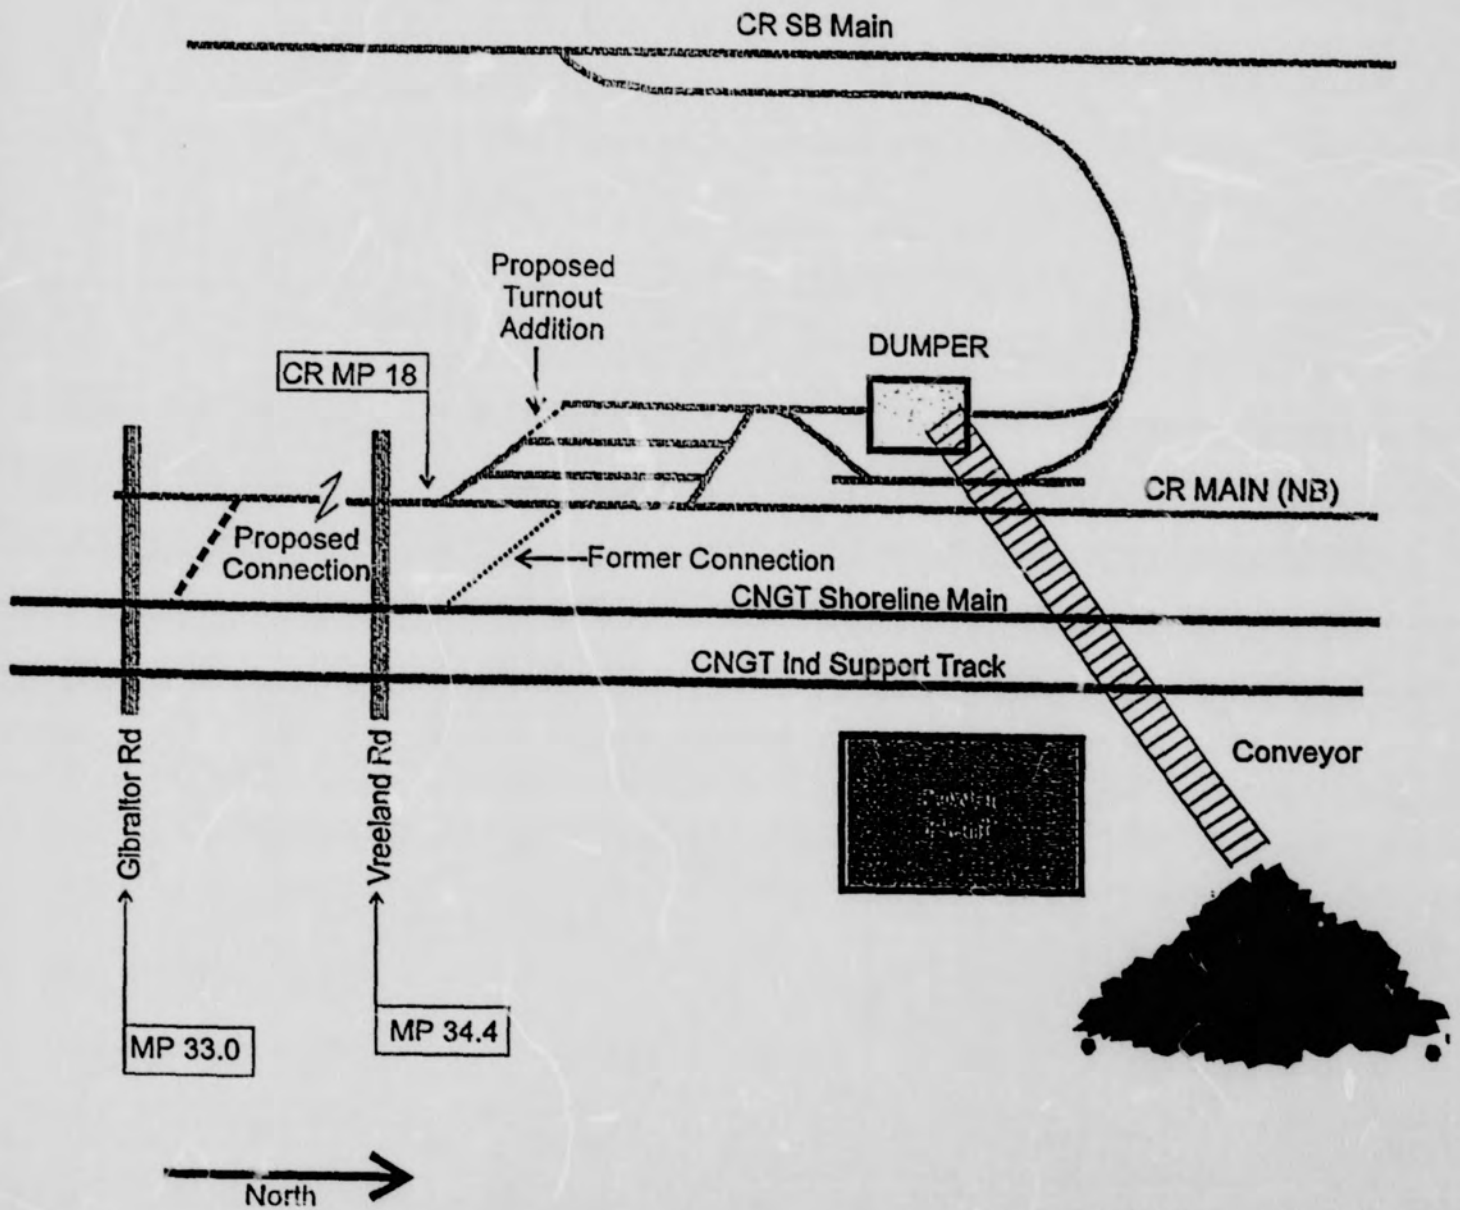 CR SB Main
Proposed
Turnout
Addition
DUMPER
CR MP 18
CR MAIN (NB)
Proposed
Connection
Former Connection
CNGT Shoreline Main
CNGT Ind Support Track
Gibraltor Rd
Vreeland Rd
Conveyor
MP 33.0
MP 34.4
North